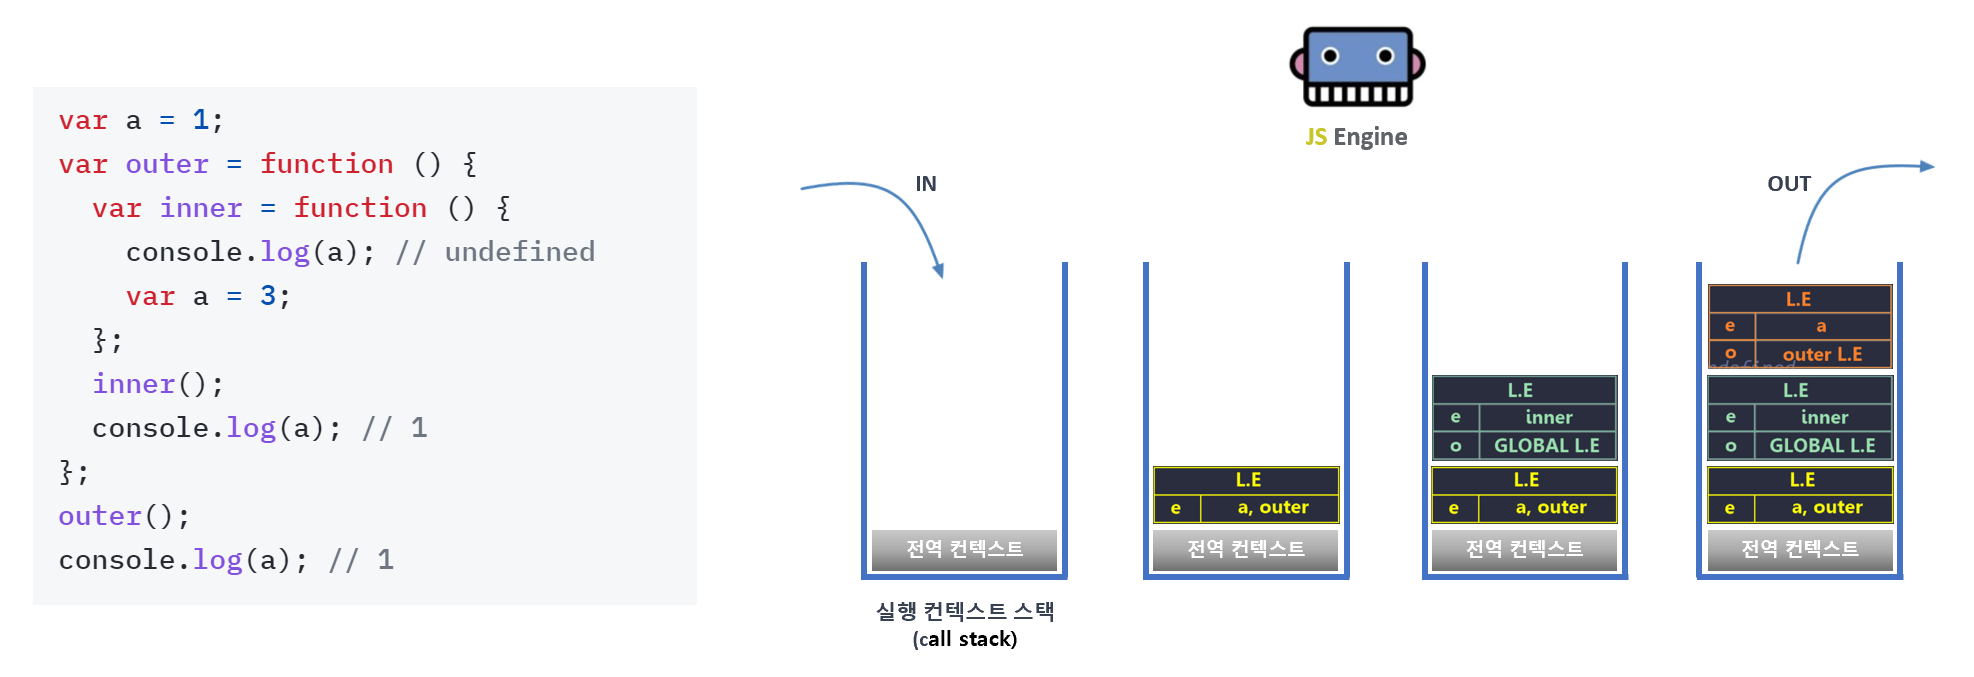 var a = 1;
var outer = function () {
  var inner = function () {
    console.log(a); // undefined
    var a = 3;
  };
  inner();
  console.log(a); // 1
};
outer();
console.log(a); // 1
JS Engine
IN
OUT
전역 컨텍스트
실행 컨텍스트 스택
(call stack)
L.E
e a, outer
전역 컨텍스트
L.E
e inner
o GLOBAL L.E
L.E
e a, outer
전역 컨텍스트
L.E
e a
o outer L.E
L.E
e inner
o GLOBAL L.E
L.E
e a, outer
전역 컨텍스트